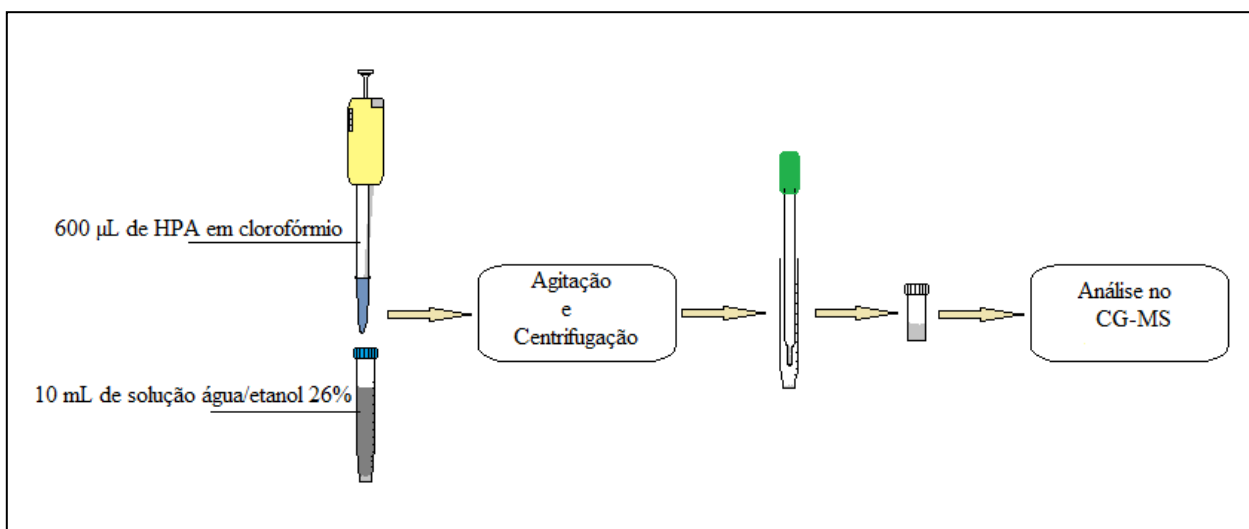 600 μL de HPA em clorofórmio
10 mL de solução água/etanol 26%
Agitação
e
Centrifugação
Análise no
CG-MS